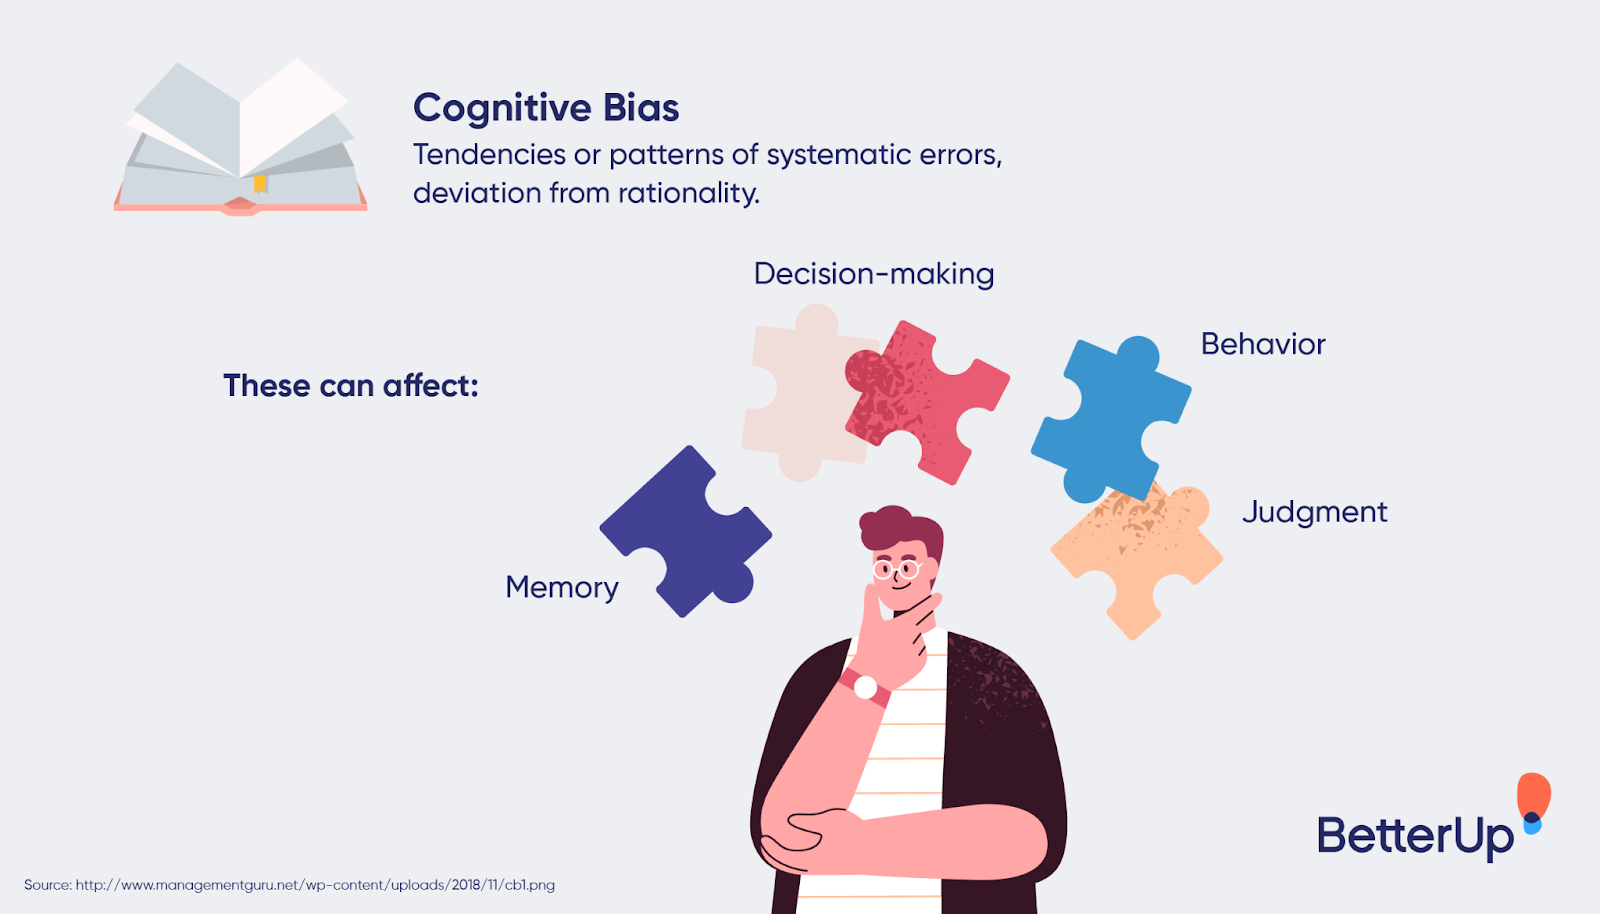 Cognitive Bias
Tendencies or patterns of systematic errors,
deviation from rationality.
Decision-making
Behavior
These can affect:
Judgment
Memory
BetterUp
Source: http://www.managementguru.net/wp-content/uploads/2018/11/cb1.png